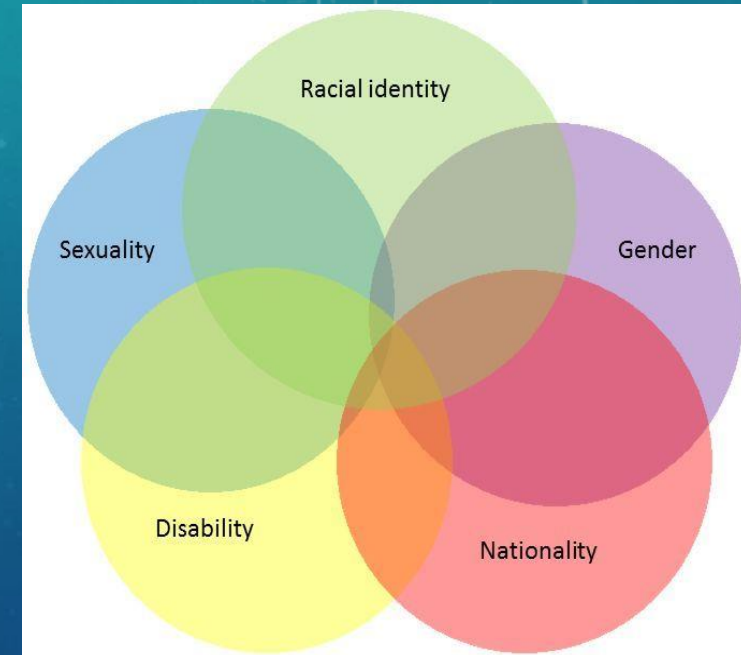 Racial identity
Sexuality
Gender
Disability
Nationality